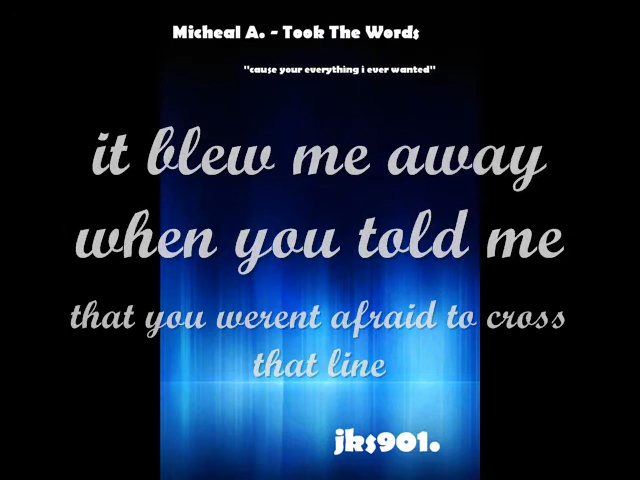 Micheal A. - Took The Words
"cause your everything i ever wanted"
it blew me away
when you told me
that you werent afraid to cross
that line
jks901.